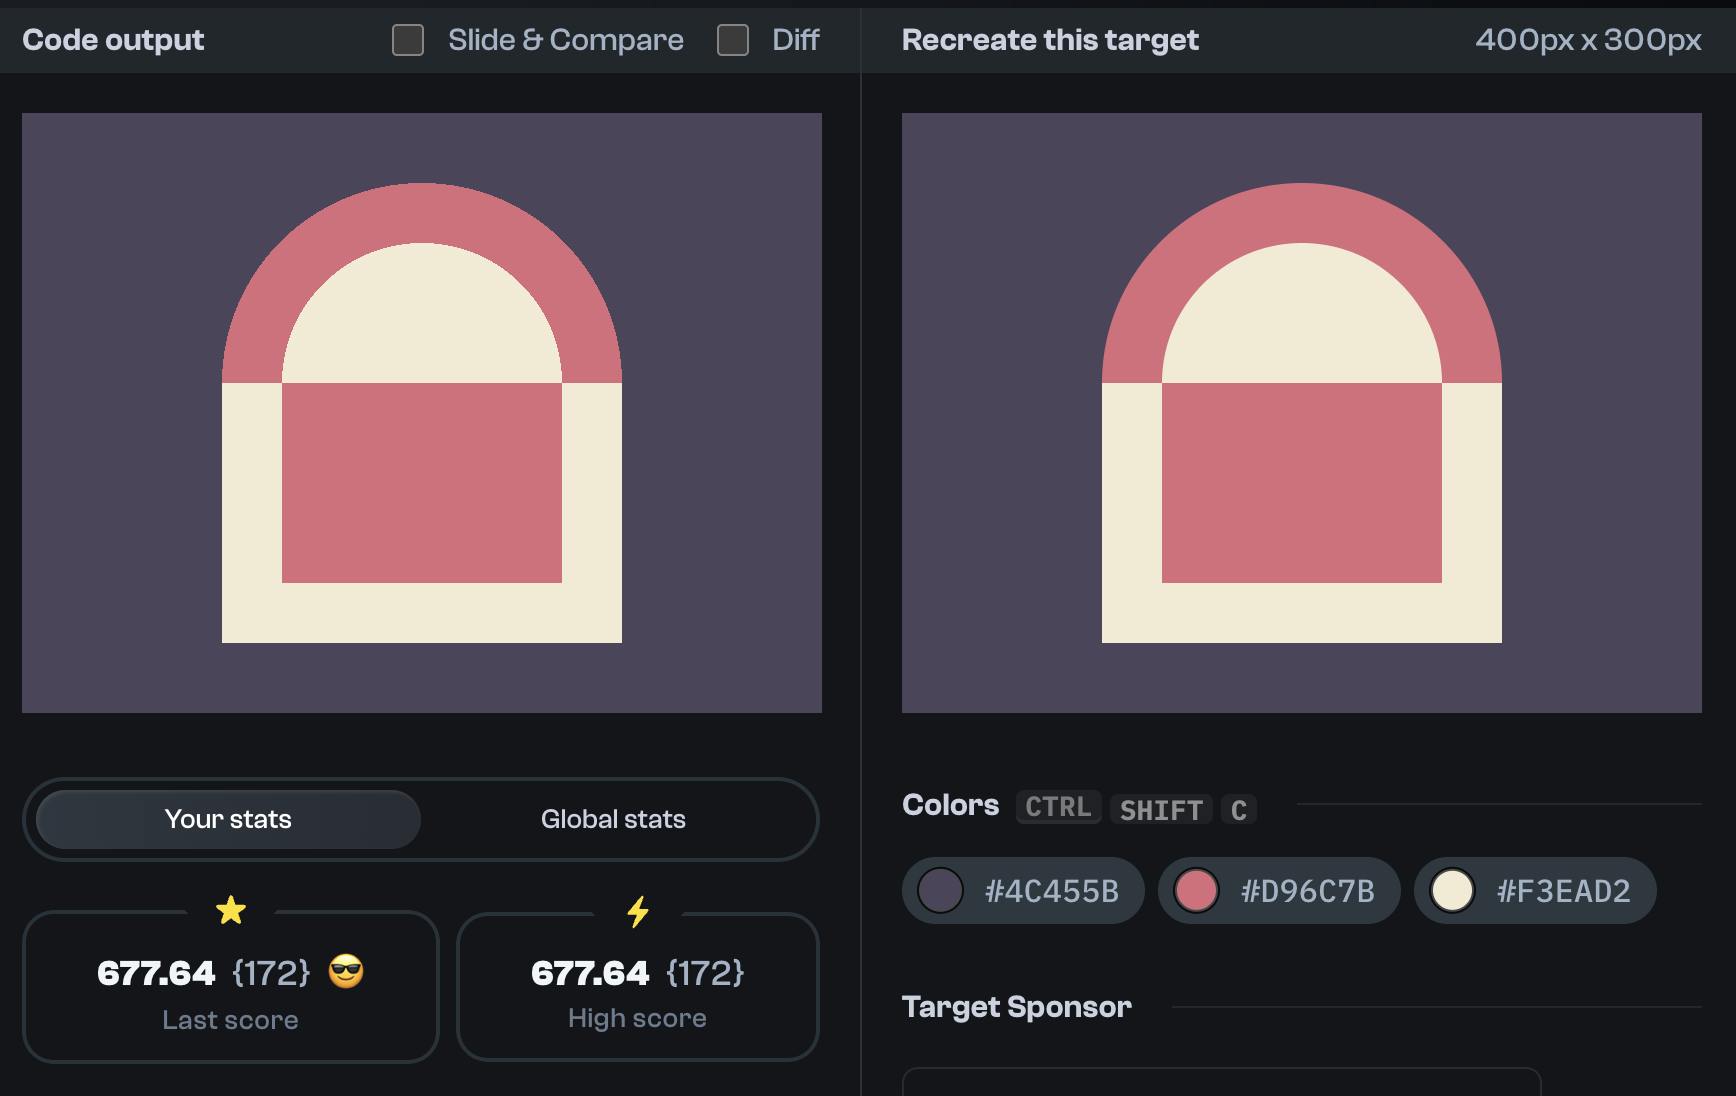 Code output
Slide & Compare
Diff
Recreate this target
400px x 300px
Your stats
Global stats
677.64 {172} 😎
Last score
677.64 {172}
High score
Colors CTRL SHIFT C
#4C455B
#D96C7B
#F3EAD2
Target Sponsor